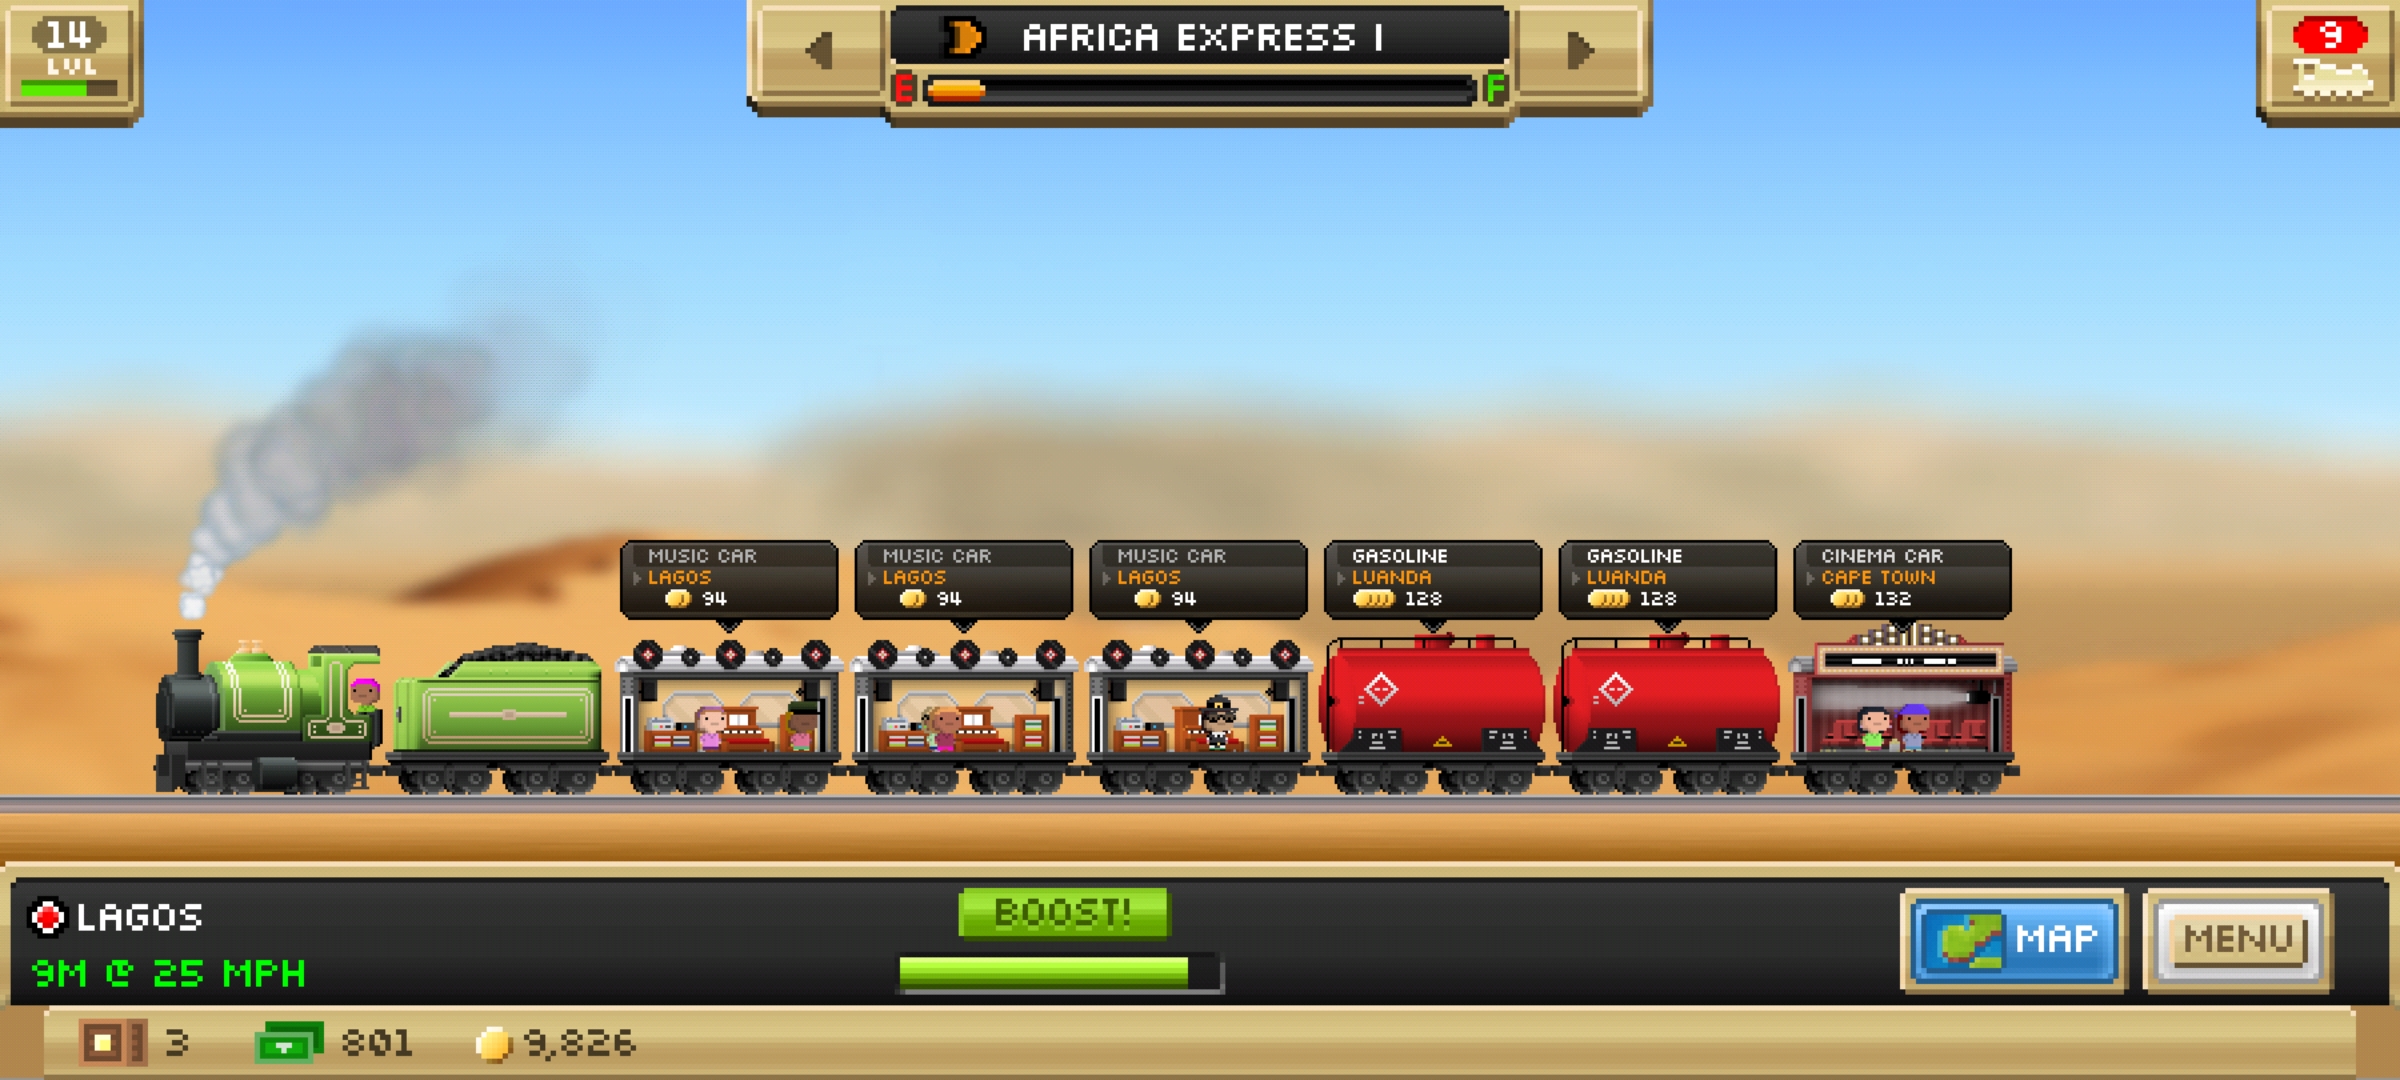 14
LVL
AFRICA EXPRESS I
E
F
9
MUSIC CAR
LAGOS
94
MUSIC CAR
LAGOS
94
MUSIC CAR
LAGOS
94
GASOLINE
LUANDA
128
GASOLINE
LUANDA
128
CINEMA CAR
CAPE TOWN
132
LAGOS
9M @ 25 MPH
BOOST!
MAP
MENU
3
801
9,826